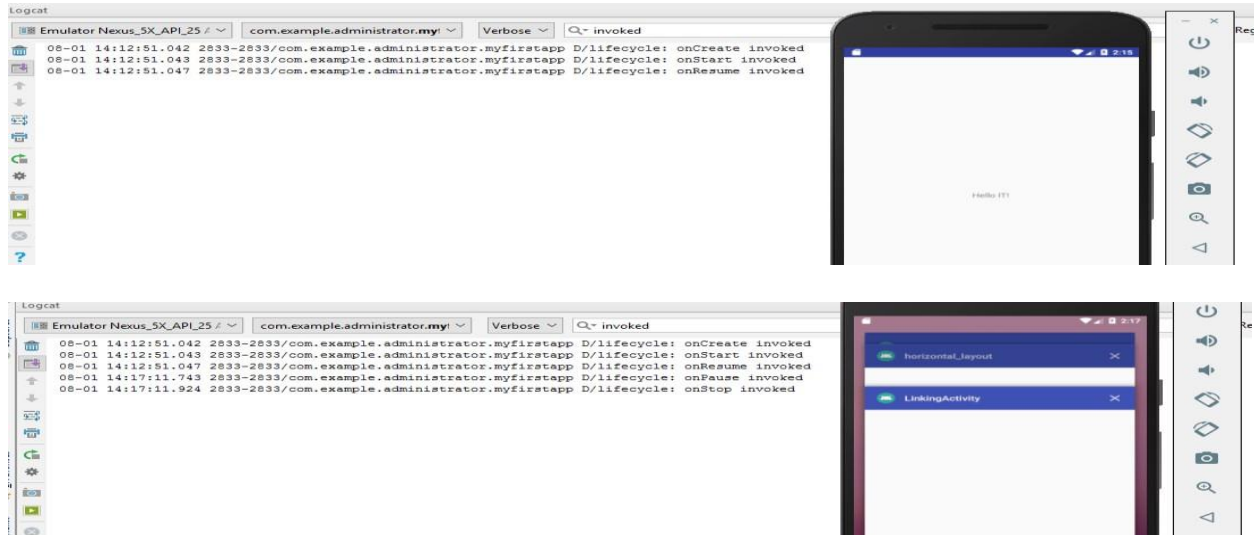 Logcat
Emulator Nexus_5X_API_25 com.example.administrator.my Verbose invoked Reg
08-01 14:12:51.042 2833-2833/com.example.administrator.myfirstapp D/lifecycle: onCreate invoked
08-01 14:12:51.043 2833-2833/com.example.administrator.myfirstapp D/lifecycle: onStart invoked
08-01 14:12:51.047 2833-2833/com.example.administrator.myfirstapp D/lifecycle: onResume invoked
2:15
Hello IT!
Logcat
Emulator Nexus_5X_API_25 com.example.administrator.my Verbose invoked Re
08-01 14:12:51.042 2833-2833/com.example.administrator.myfirstapp D/lifecycle: onCreate invoked
08-01 14:12:51.043 2833-2833/com.example.administrator.myfirstapp D/lifecycle: onStart invoked
08-01 14:12:51.047 2833-2833/com.example.administrator.myfirstapp D/lifecycle: onResume invoked
08-01 14:17:11.743 2833-2833/com.example.administrator.myfirstapp D/lifecycle: onPause invoked
08-01 14:17:11.924 2833-2833/com.example.administrator.myfirstapp D/lifecycle: onStop invoked
2:17
horizontal_layout
LinkingActivity